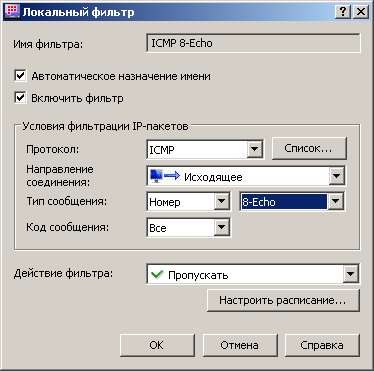 Локальный фильтр
Имя фильтра: ICMP 8-Echo
Автоматическое назначение имени
Включить фильтр
Условия фильтрации IP-пакетов
Протокол: ICMP Список...
Направление соединения: Исходящее
Тип сообщения: Номер 8-Echo
Код сообщения: Все
Действие фильтра: Пропускать
Настроить расписание...
OK Отмена Справка